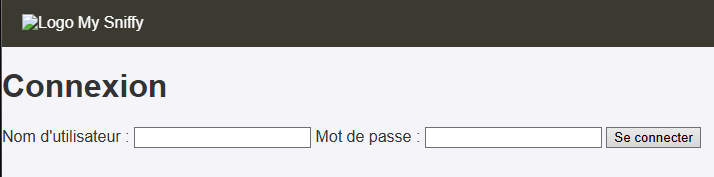 Logo My Sniffy
Connexion
Nom d'utilisateur : Mot de passe : Se connecter